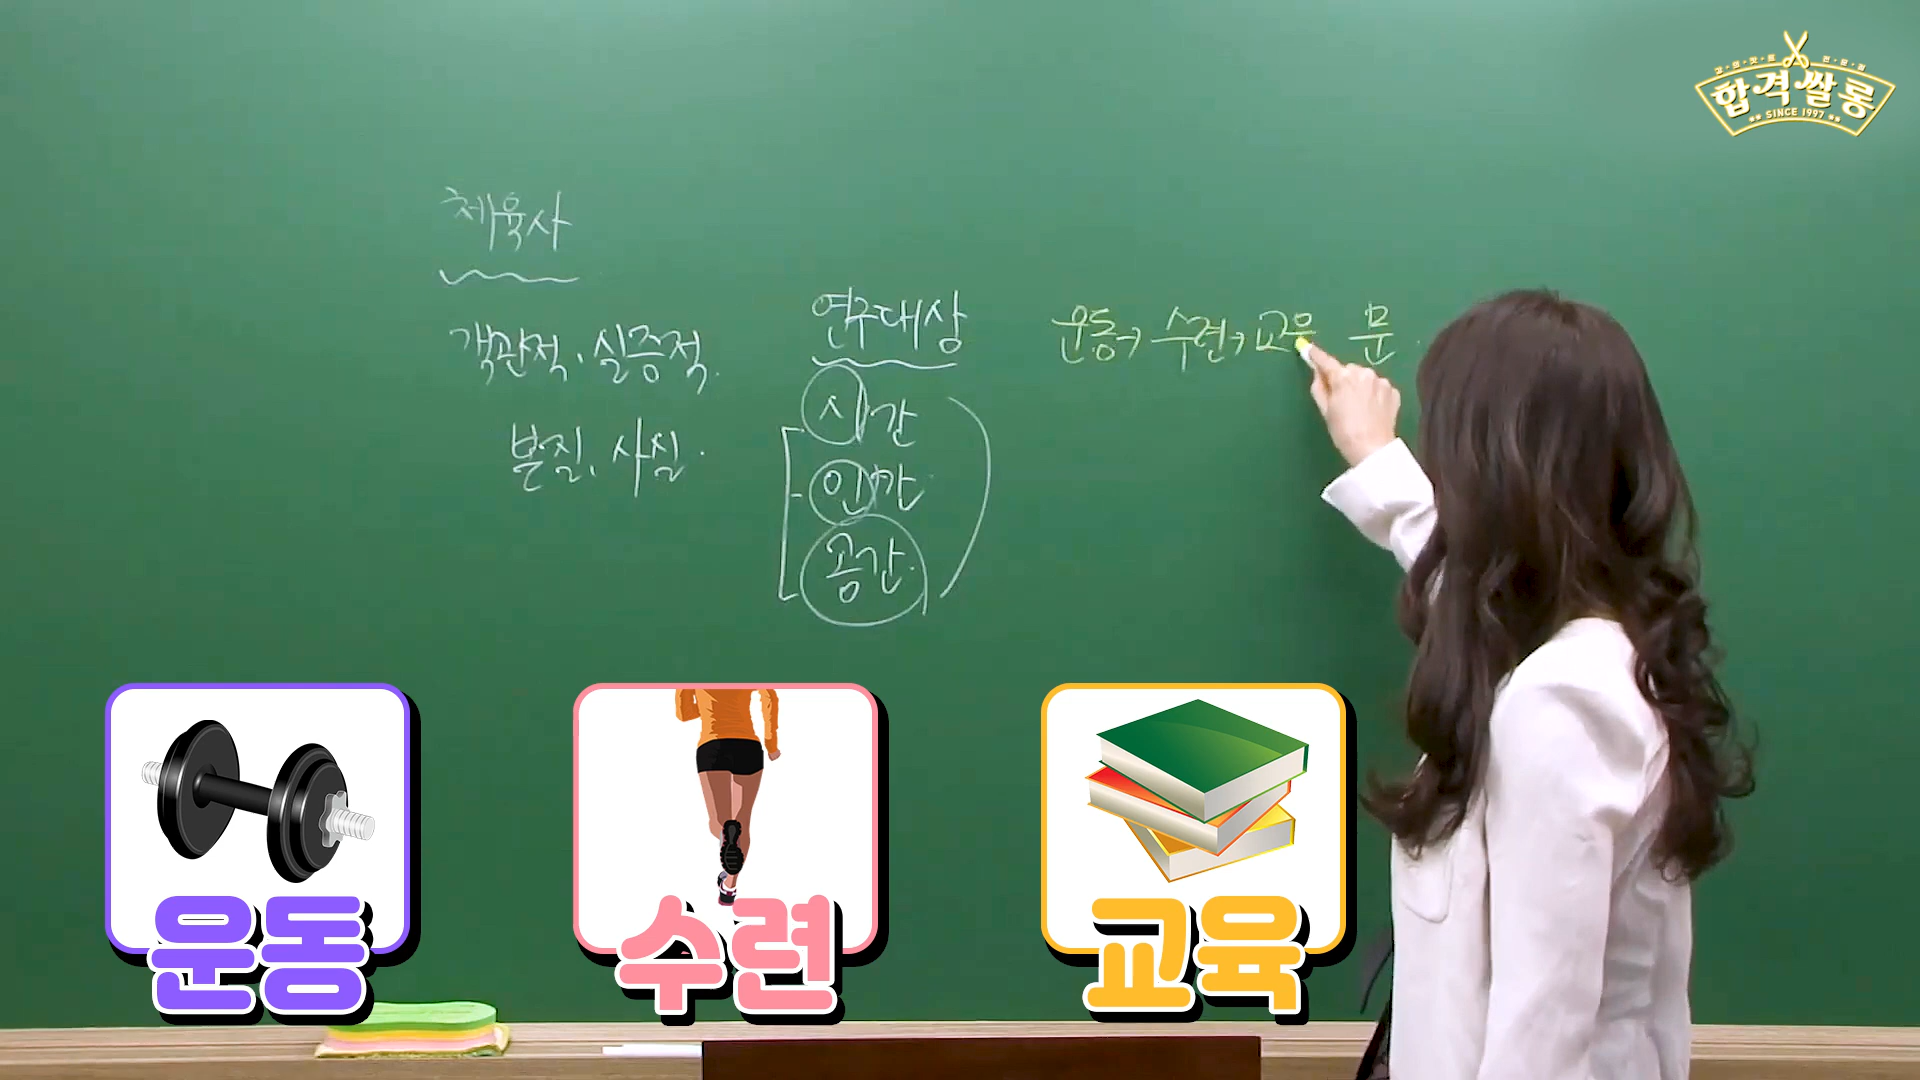 합격쌀롱
SINCE 1997
체육사
객관적, 실증적.
본질, 사실.
연구대상
시간
인간
공간.
운동, 수련, 교육 문
운동
수련
교육